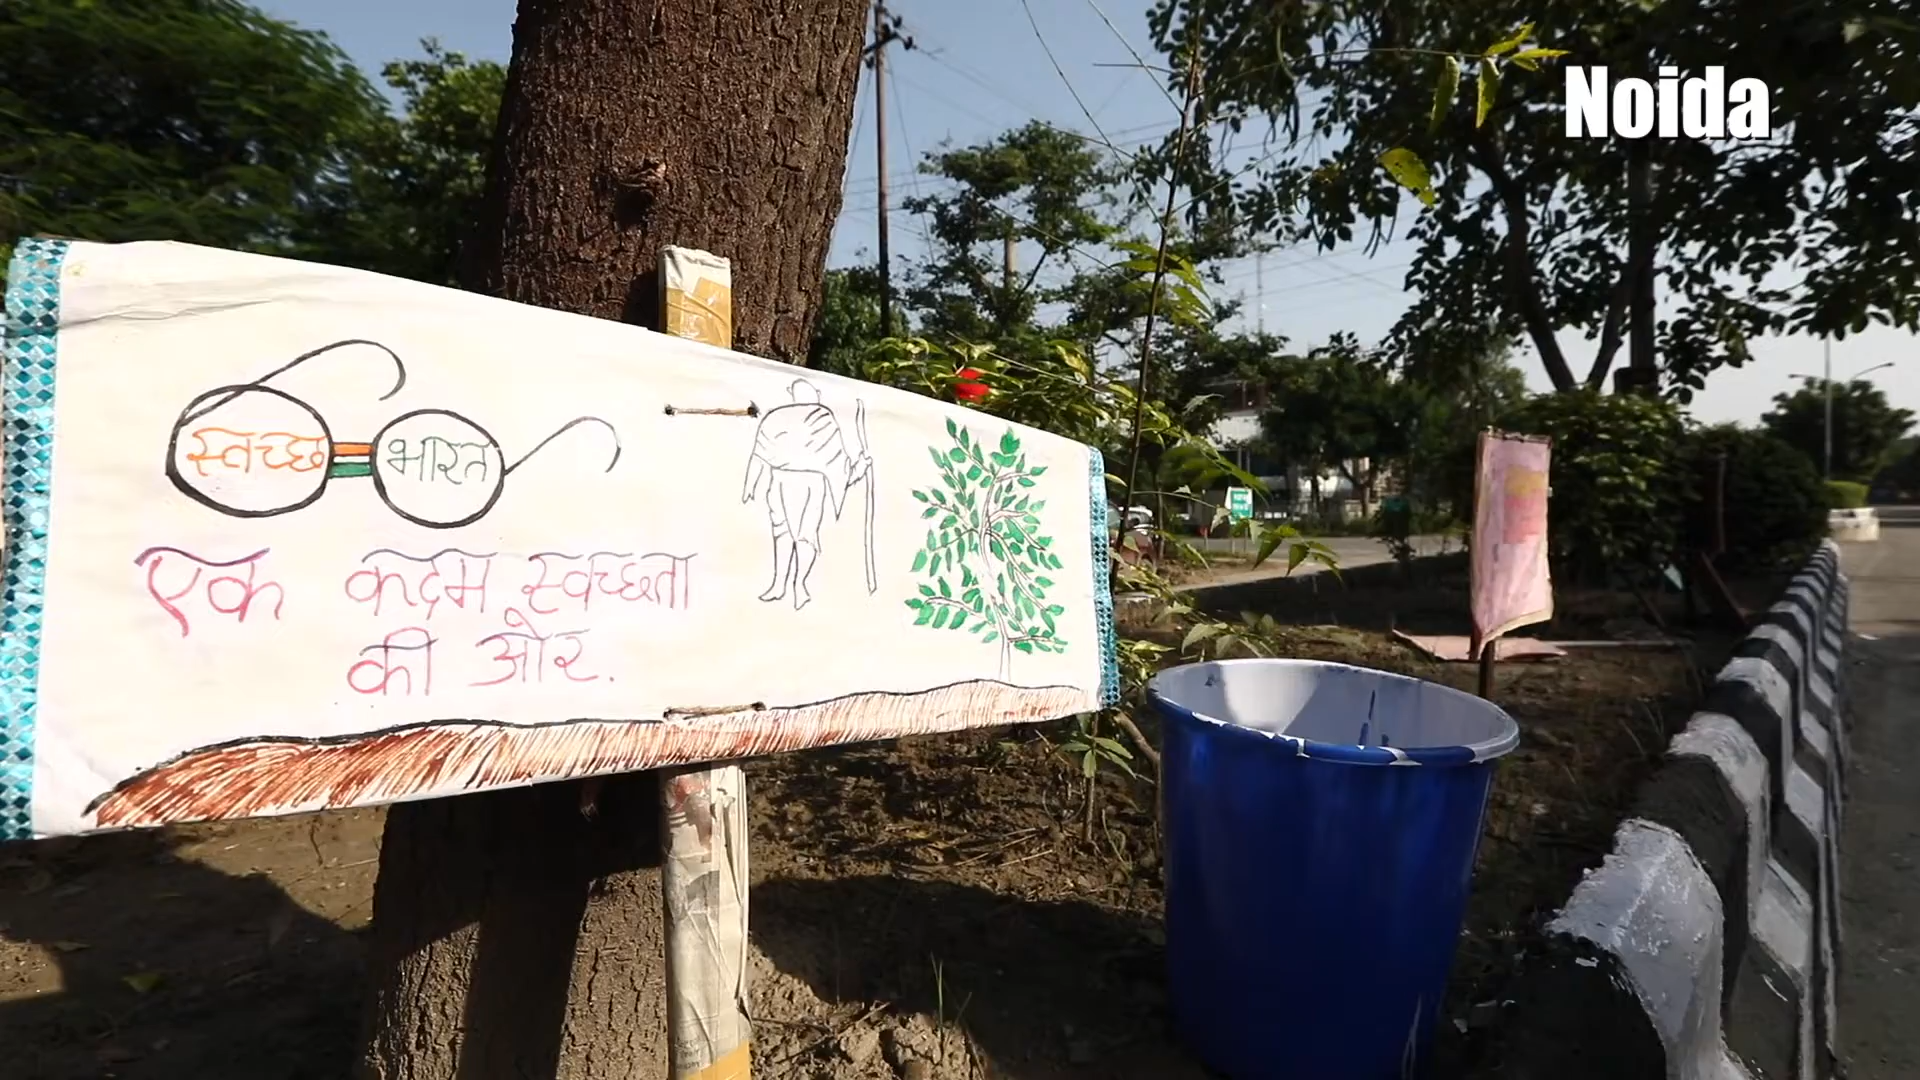 Noida
स्वच्छ भारत
एक कदम स्वच्छता
की ओर.